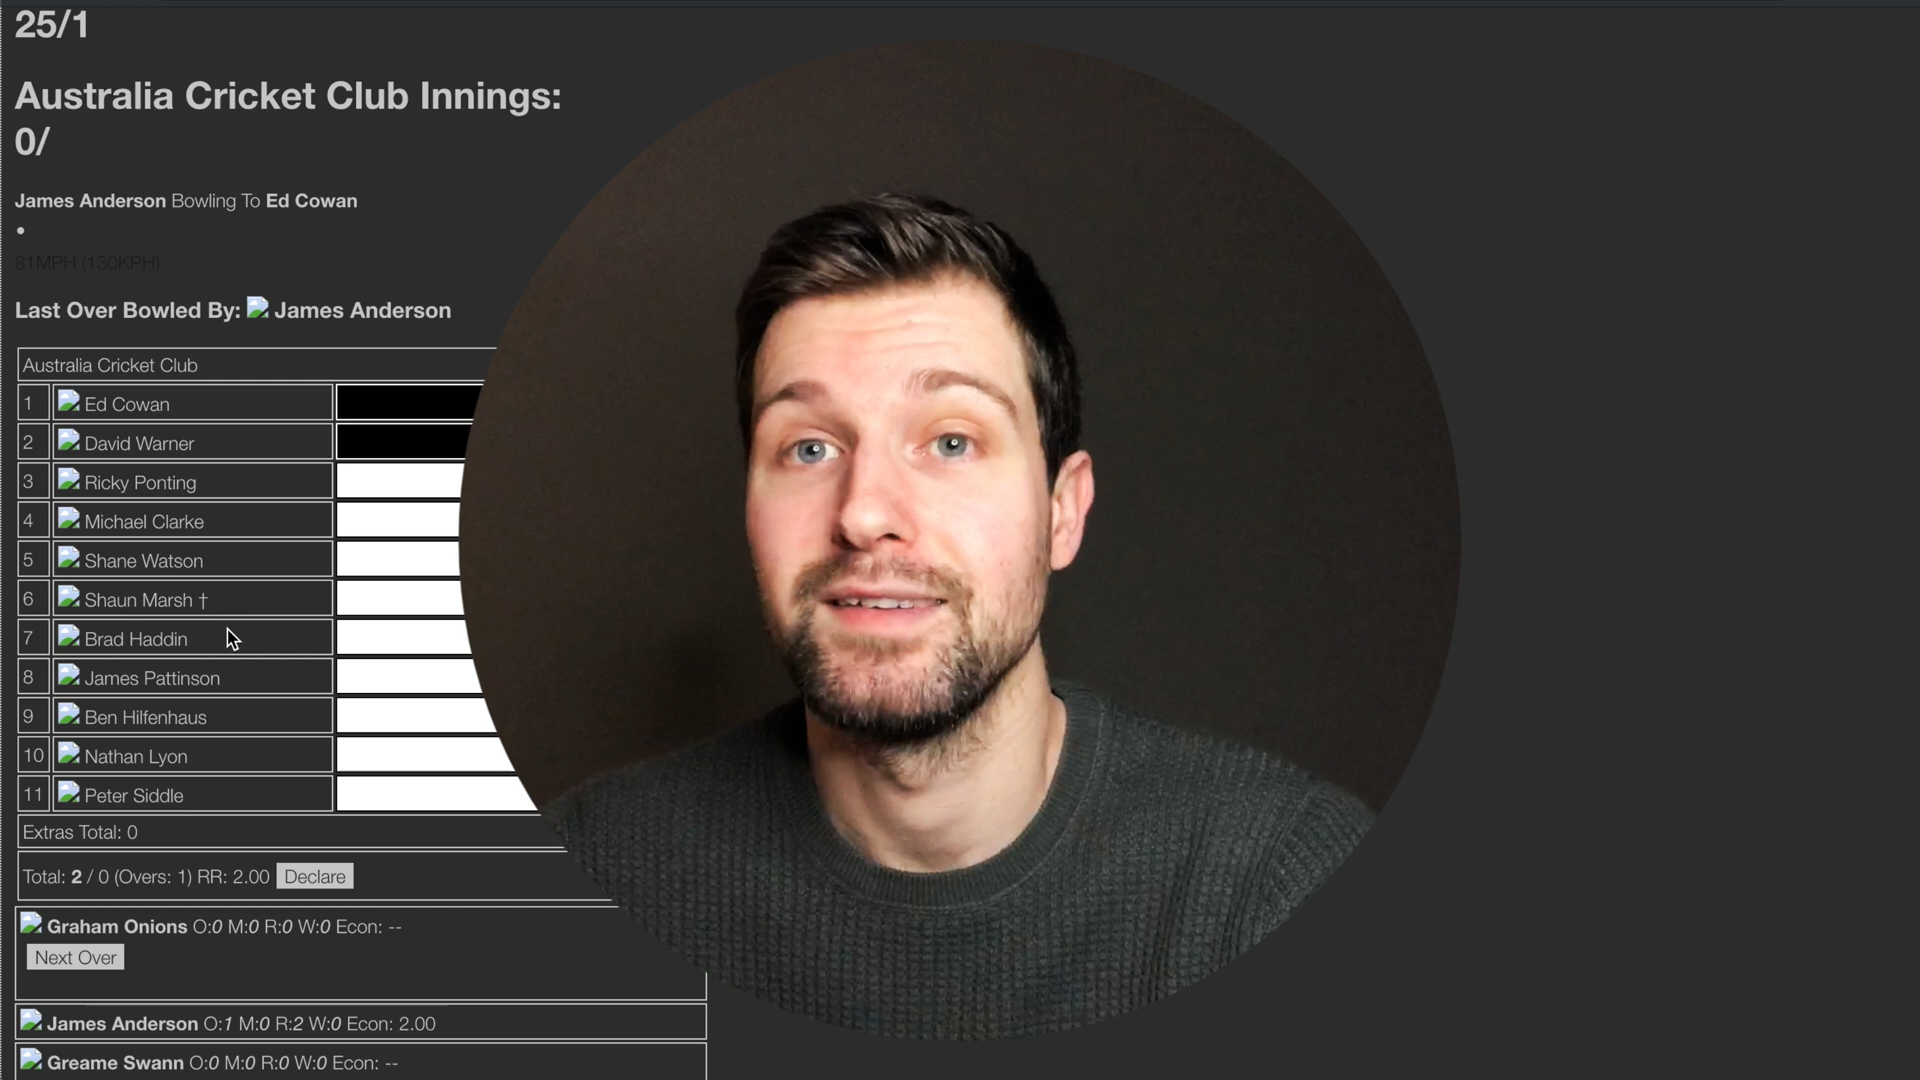 25/1
Australia Cricket Club Innings:
0/
James Anderson Bowling To Ed Cowan
•
81MPH (130KPH)
Last Over Bowled By: James Anderson
Australia Cricket Club
1 Ed Cowan
2 David Warner
3 Ricky Ponting
4 Michael Clarke
5 Shane Watson
6 Shaun Marsh †
7 Brad Haddin
8 James Pattinson
9 Ben Hilfenhaus
10 Nathan Lyon
11 Peter Siddle
Extras Total: 0
Total: 2 / 0 (Overs: 1) RR: 2.00 Declare
Graham Onions O:0 M:0 R:0 W:0 Econ: --
Next Over
James Anderson O:1 M:0 R:2 W:0 Econ: 2.00
Greame Swann O:0 M:0 R:0 W:0 Econ: --